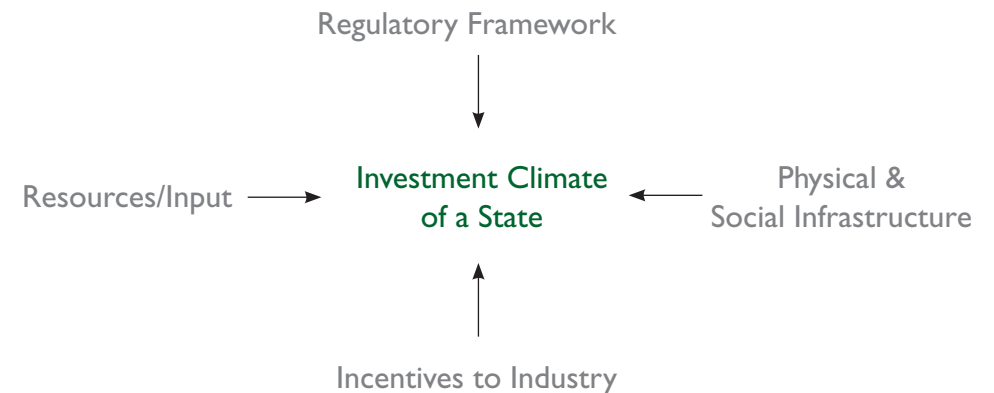 Regulatory Framework
Resources/Input
Investment Climate
of a State
Physical &
Social Infrastructure
Incentives to Industry